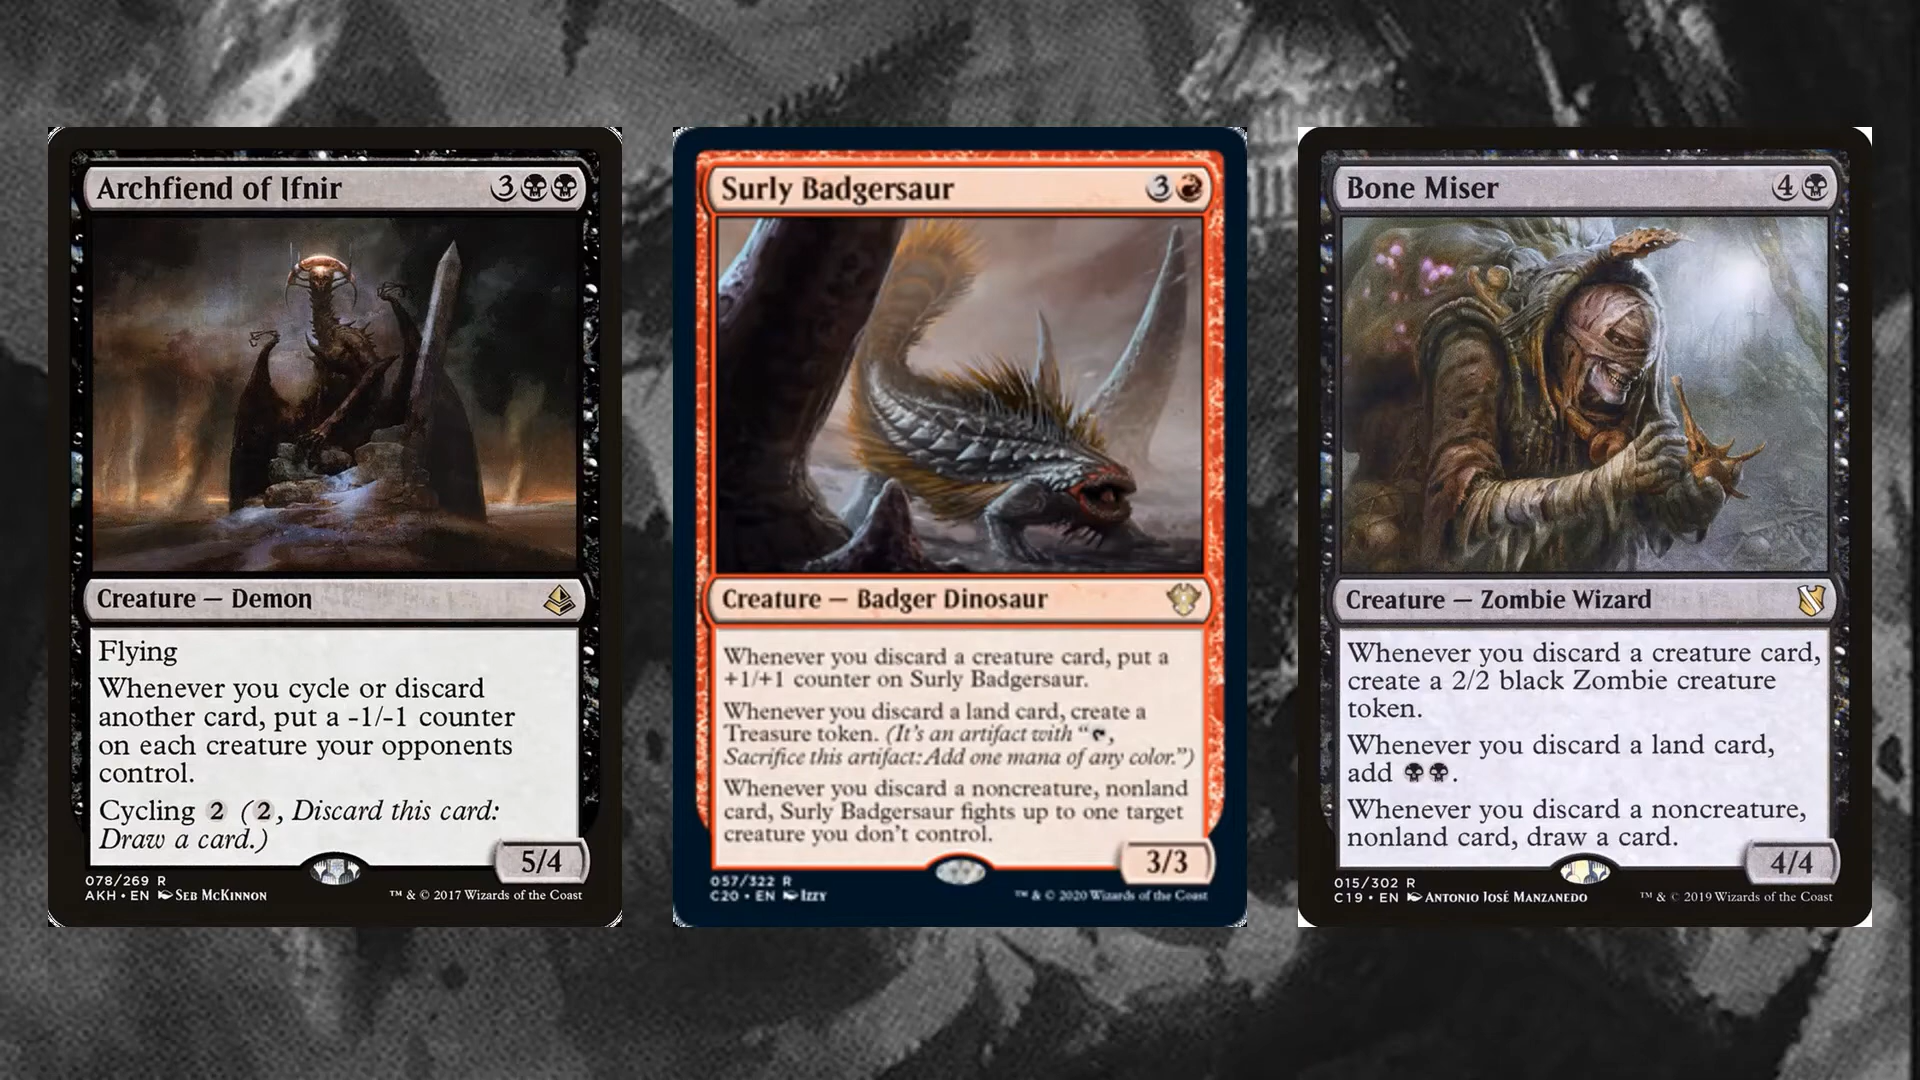 Archfiend of Ifnir 3
Creature — Demon
Flying
Whenever you cycle or discard
another card, put a -1/-1 counter
on each creature your opponents
control.
Cycling 2 (2, Discard this card:
Draw a card.)
5/4
078/269 R
AKH • EN Seb McKinnon
™ & © 2017 Wizards of the Coast
Surly Badgersaur 3
Creature — Badger Dinosaur
Whenever you discard a creature card, put a
+1/+1 counter on Surly Badgersaur.
Whenever you discard a land card, create a
Treasure token. (It's an artifact with ",
Sacrifice this artifact: Add one mana of any color.")
Whenever you discard a noncreature, nonland
card, Surly Badgersaur fights up to one target
creature you don't control.
3/3
057/322 R
C20 • EN Izzy
™ & © 2020 Wizards of the Coast
Bone Miser 4
Creature — Zombie Wizard
Whenever you discard a creature card,
create a 2/2 black Zombie creature
token.
Whenever you discard a land card,
add .
Whenever you discard a noncreature,
nonland card, draw a card.
4/4
015/302 R
C19 • EN Antonio José Manzanedo
™ & © 2019 Wizards of the Coast